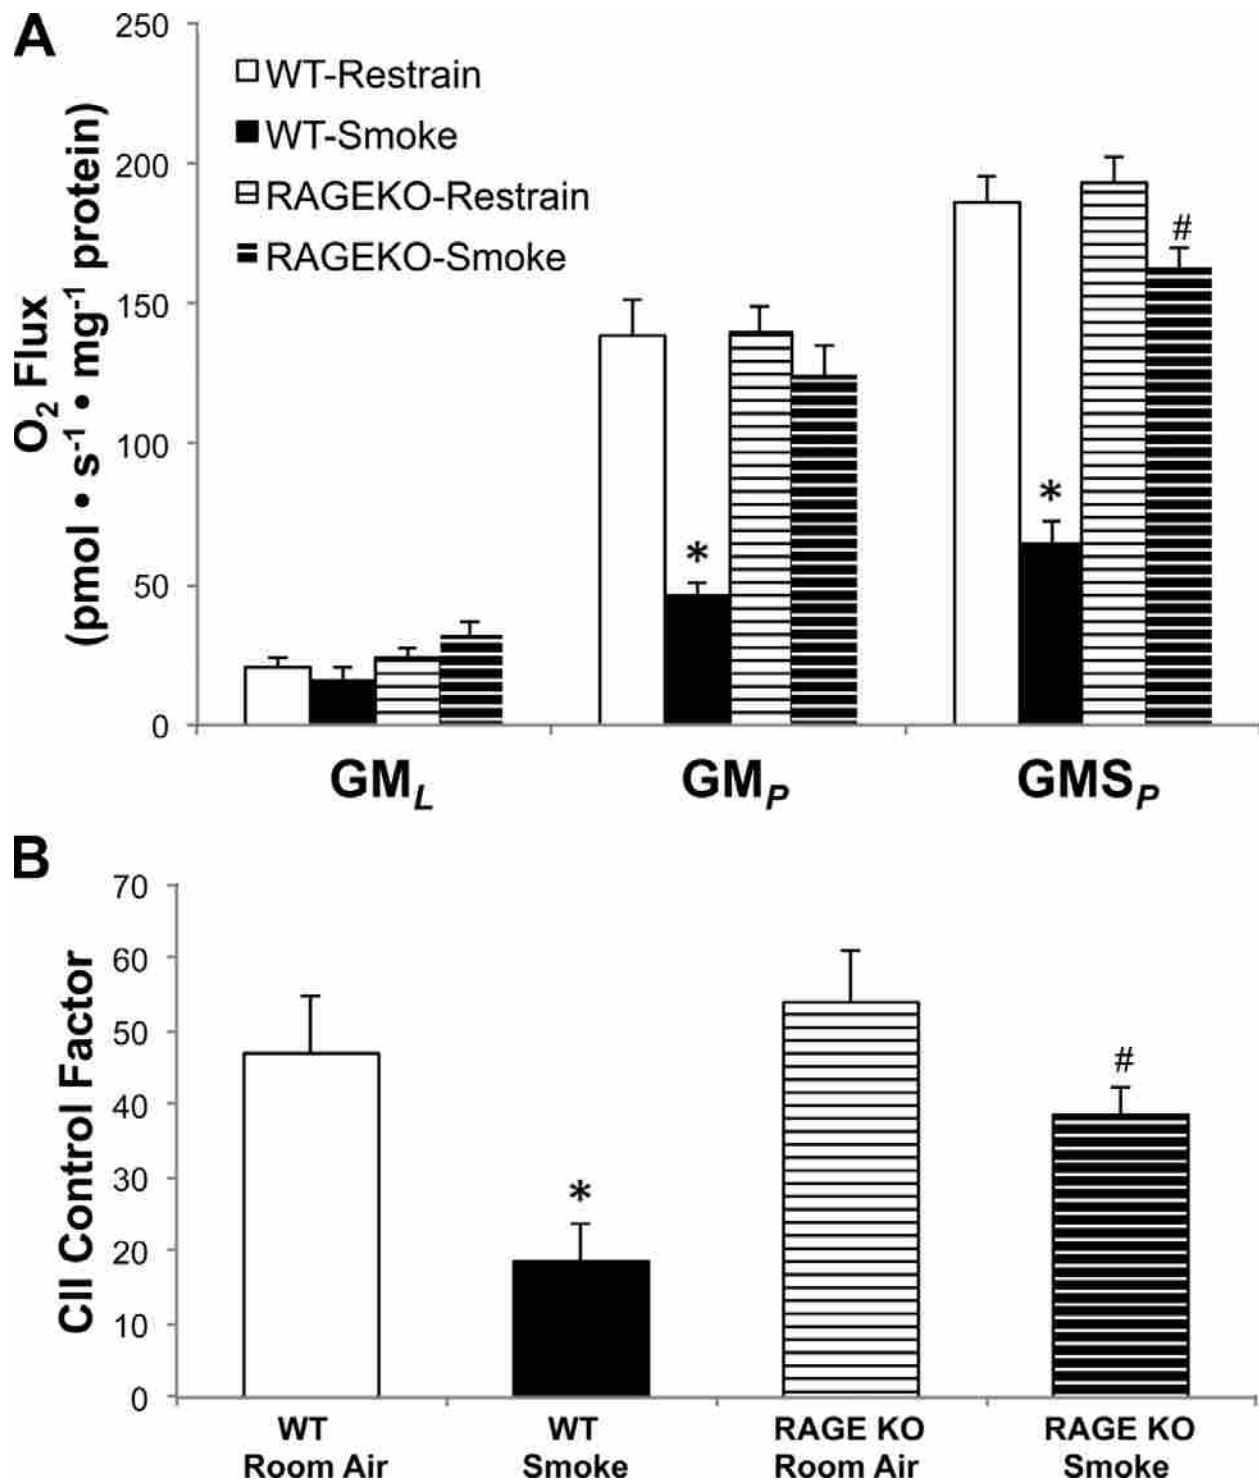 A
250
200
150
100
50
0
O2 Flux
(pmol • s-1 • mg-1 protein)
WT-Restrain
WT-Smoke
RAGEKO-Restrain
RAGEKO-Smoke
*
*
#
GML
GMP
GMSP
B
70
60
50
40
30
20
10
0
CII Control Factor
*
#
WT
Room Air
WT
Smoke
RAGE KO
Room Air
RAGE KO
Smoke